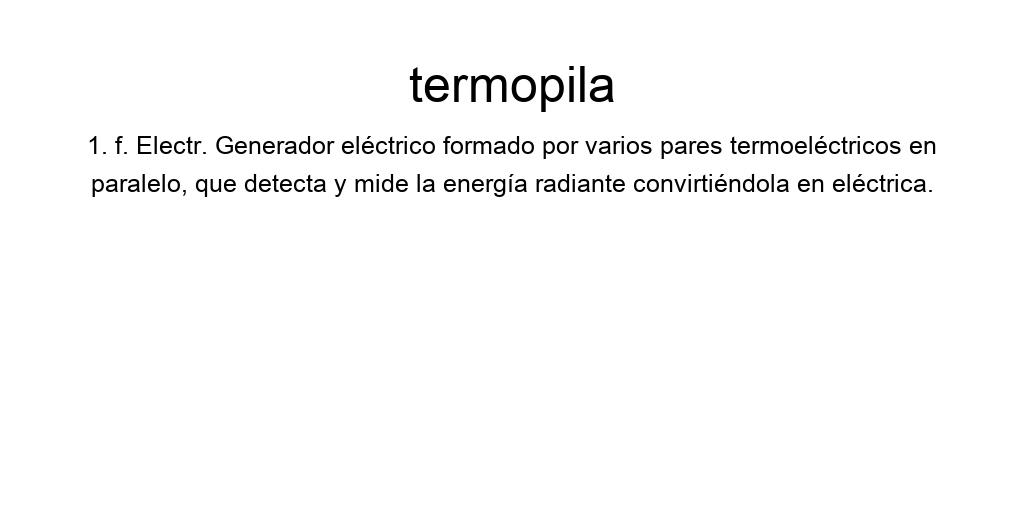 termopila
1. f. Electr. Generador eléctrico formado por varios pares termoeléctricos en
paralelo, que detecta y mide la energía radiante convirtiéndola en eléctrica.